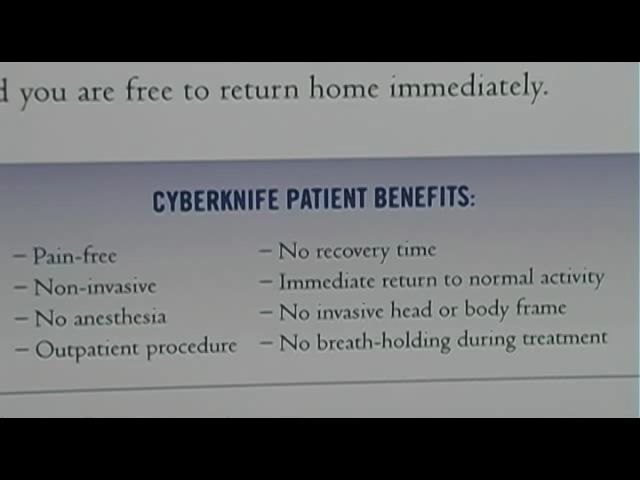 you are free to return home immediately.
CYBERKNIFE PATIENT BENEFITS:
– Pain-free
– Non-invasive
– No anesthesia
– Outpatient procedure
– No recovery time
– Immediate return to normal activity
– No invasive head or body frame
– No breath-holding during treatment